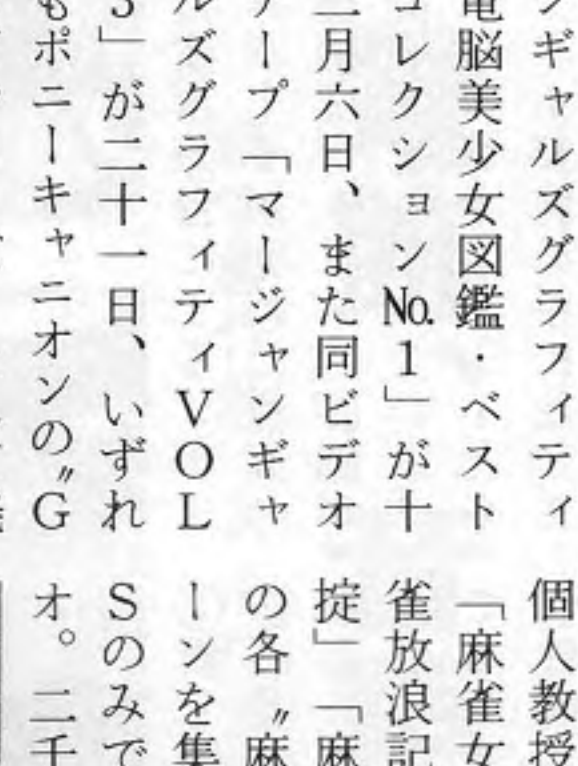 ンギャルズグラフィティ
電脳美少女図鑑・ベスト
コレクションNo.1」が十
二月六日、また同ビデオ
テープ「マージャンギャ
ルズグラフィティVOL
3」が二十一日、いずれ
もポニーキャニオンの〝G
個人教授
「麻雀女
雀放浪記
掟」「麻
の各〝麻
ーンを集
Sのみで
オ。二千